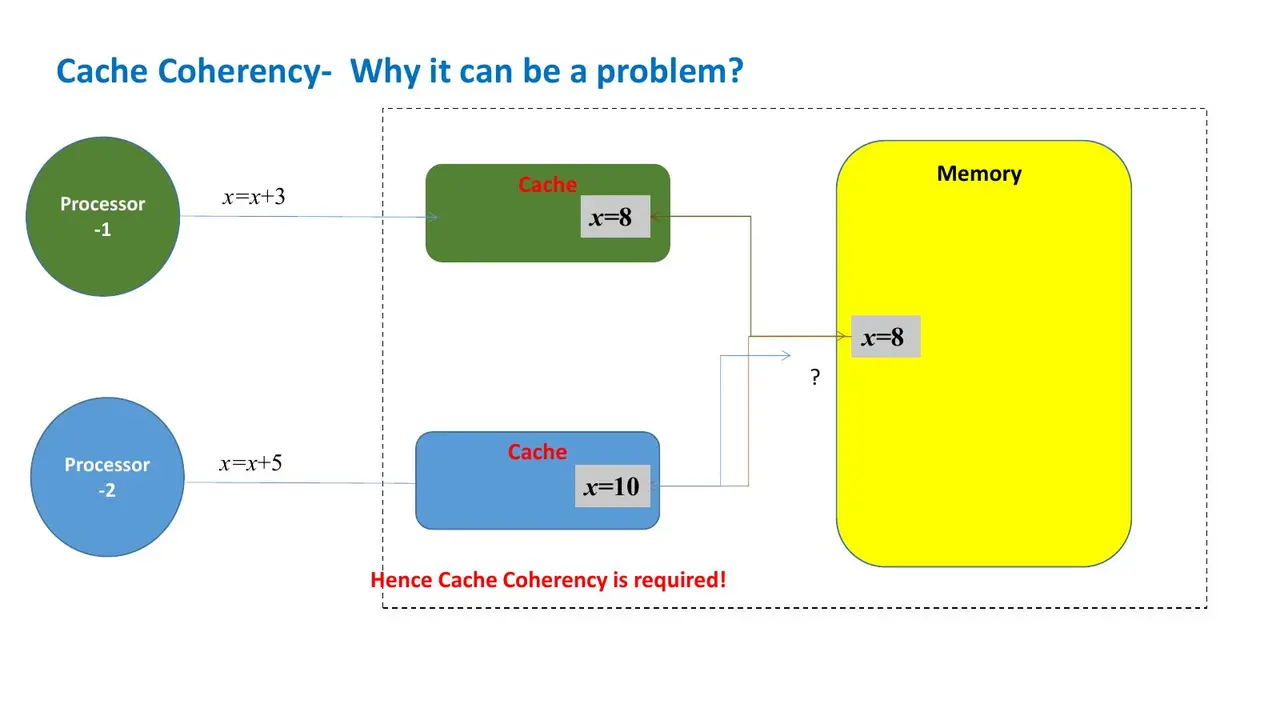 Cache Coherency- Why it can be a problem?
Processor
-1
x=x+3
Cache
x=8
Memory
x=8
?
Processor
-2
x=x+5
Cache
x=10
Hence Cache Coherency is required!